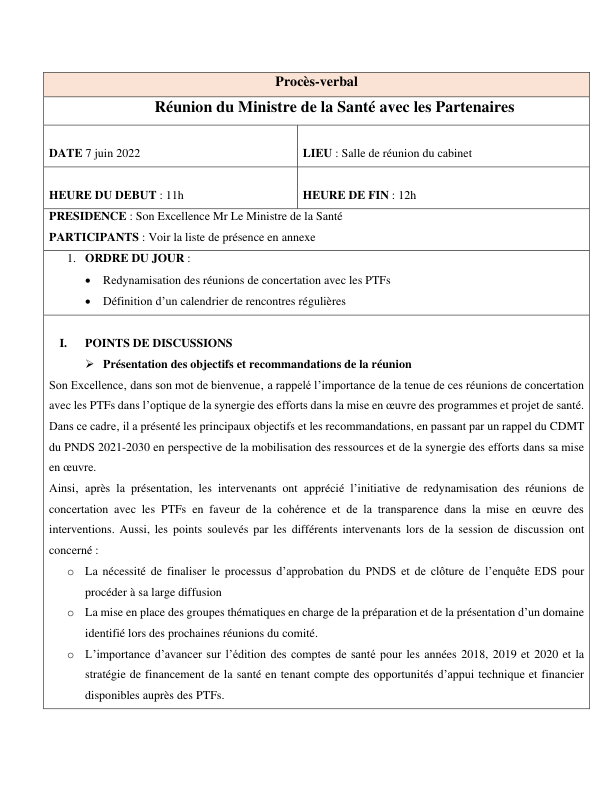 Procès-verbal
Réunion du Ministre de la Santé avec les Partenaires
DATE 7 juin 2022
LIEU : Salle de réunion du cabinet
HEURE DU DEBUT : 11h
HEURE DE FIN : 12h
PRESIDENCE : Son Excellence Mr Le Ministre de la Santé
PARTICIPANTS : Voir la liste de présence en annexe
1. ORDRE DU JOUR :
• Redynamisation des réunions de concertation avec les PTFs
• Définition d’un calendrier de rencontres régulières
I. POINTS DE DISCUSSIONS
➢ Présentation des objectifs et recommandations de la réunion
Son Excellence, dans son mot de bienvenue, a rappelé l’importance de la tenue de ces réunions de concertation
avec les PTFs dans l’optique de la synergie des efforts dans la mise en œuvre des programmes et projet de santé.
Dans ce cadre, il a présenté les principaux objectifs et les recommandations, en passant par un rappel du CDMT
du PNDS 2021-2030 en perspective de la mobilisation des ressources et de la synergie des efforts dans sa mise
en œuvre.
Ainsi, après la présentation, les intervenants ont apprécié l’initiative de redynamisation des réunions de
concertation avec les PTFs en faveur de la cohérence et de la transparence dans la mise en œuvre des
interventions. Aussi, les points soulevés par les différents intervenants lors de la session de discussion ont
concerné :
o La nécessité de finaliser le processus d’approbation du PNDS et de clôture de l’enquête EDS pour
procéder à sa large diffusion
o La mise en place des groupes thématiques en charge de la préparation et de la présentation d’un domaine
identifié lors des prochaines réunions du comité.
o L’importance d’avancer sur l’édition des comptes de santé pour les années 2018, 2019 et 2020 et la
stratégie de financement de la santé en tenant compte des opportunités d’appui technique et financier
disponibles auprès des PTFs.